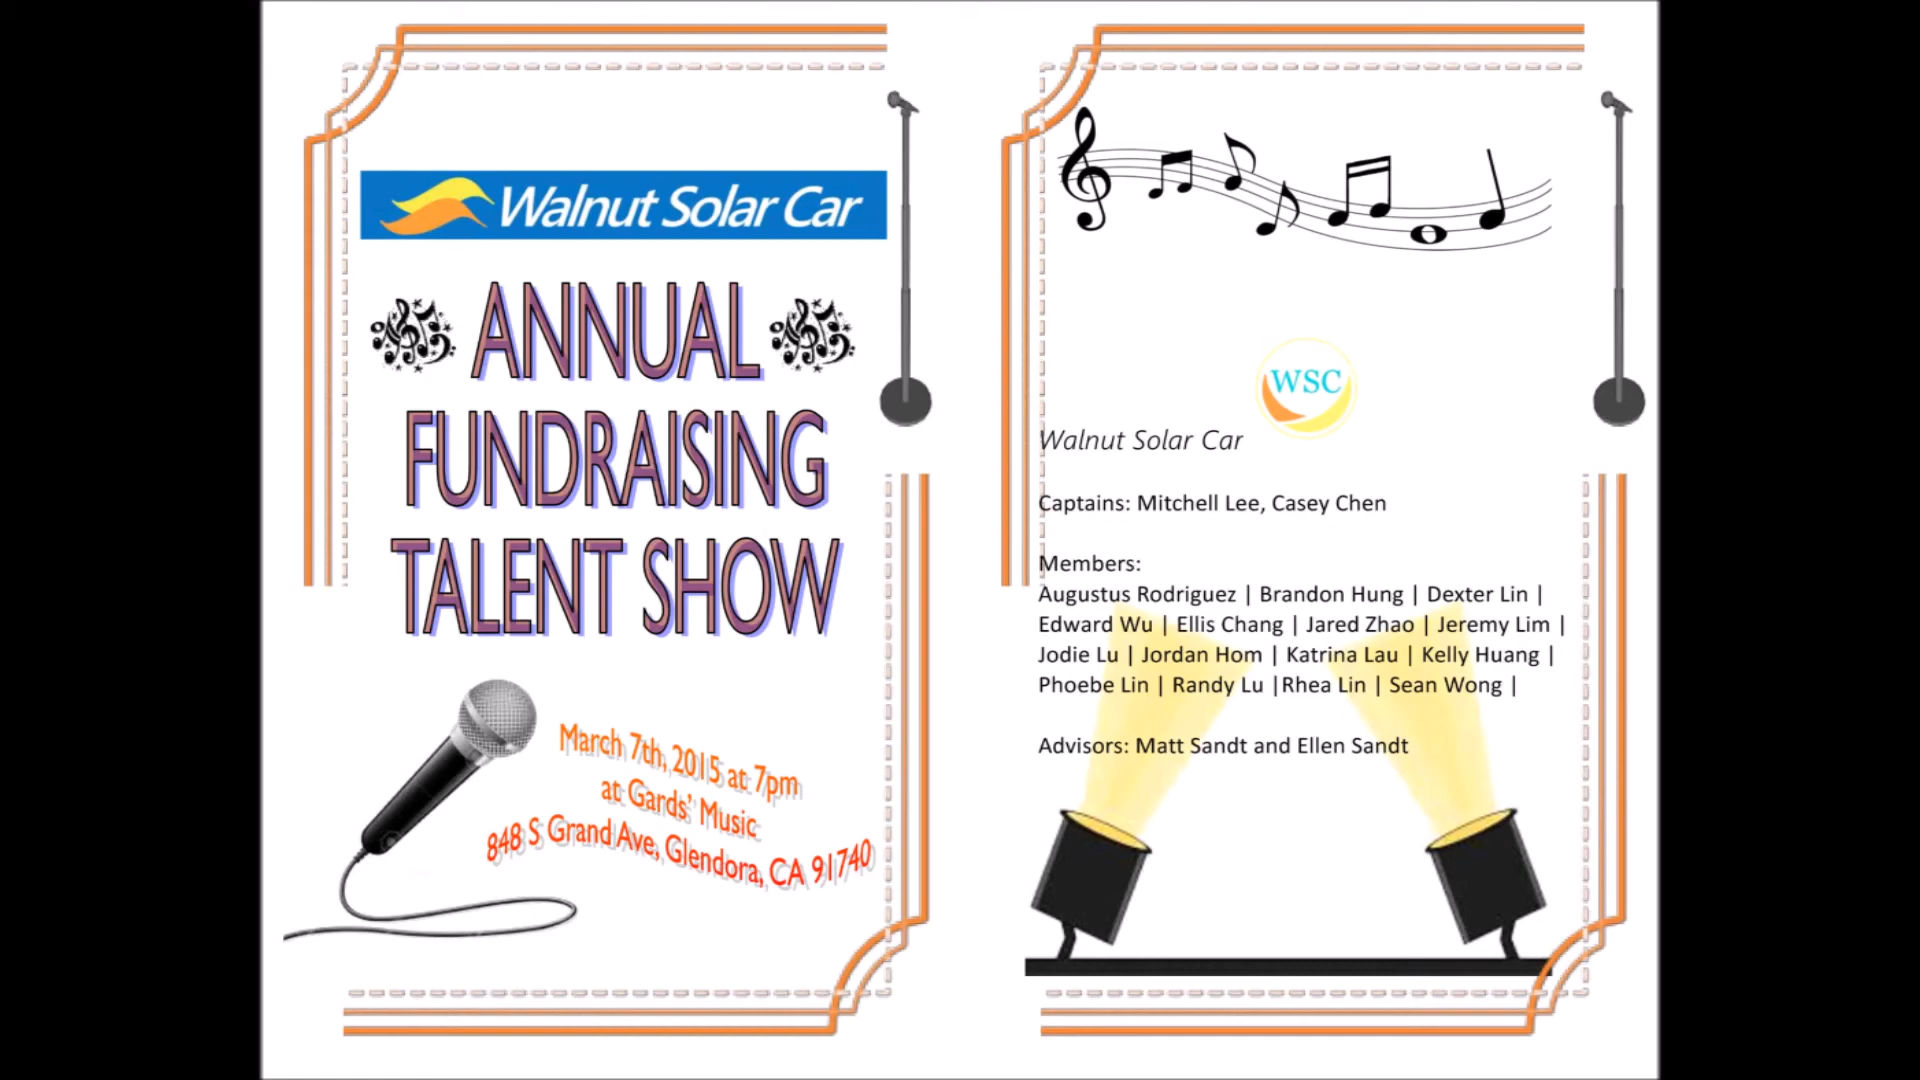 Walnut Solar Car
ANNUAL
FUNDRAISING
TALENT SHOW
March 7th, 2015 at 7pm
at Gards' Music
848 S Grand Ave, Glendora, CA 91740
WSC
Walnut Solar Car
Captains: Mitchell Lee, Casey Chen
Members:
Augustus Rodriguez | Brandon Hung | Dexter Lin |
Edward Wu | Ellis Chang | Jared Zhao | Jeremy Lim |
Jodie Lu | Jordan Hom | Katrina Lau | Kelly Huang |
Phoebe Lin | Randy Lu |Rhea Lin | Sean Wong |
Advisors: Matt Sandt and Ellen Sandt